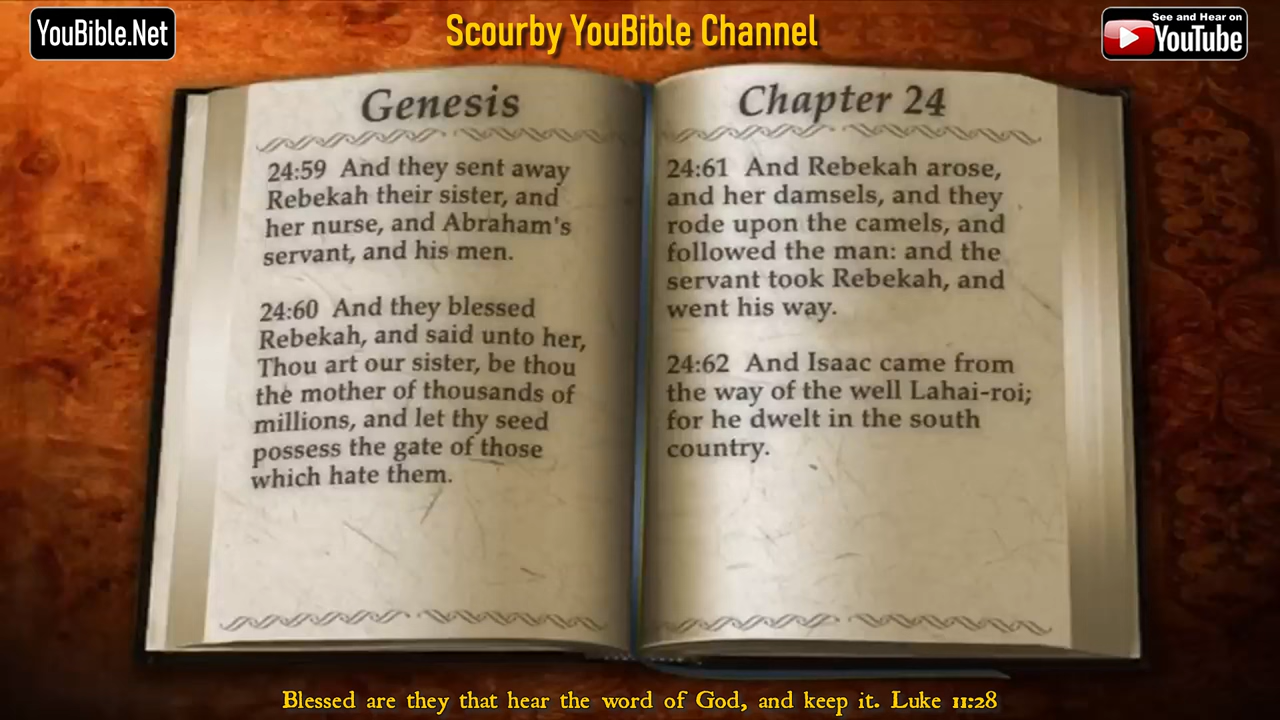 YouBible.Net
Scourby YouBible Channel
See and Hear on
YouTube
Genesis
24:59 And they sent away
Rebekah their sister, and
her nurse, and Abraham's
servant, and his men.
24:60 And they blessed
Rebekah, and said unto her,
Thou art our sister, be thou
the mother of thousands of
millions, and let thy seed
possess the gate of those
which hate them.
Chapter 24
24:61 And Rebekah arose,
and her damsels, and they
rode upon the camels, and
followed the man: and the
servant took Rebekah, and
went his way.
24:62 And Isaac came from
the way of the well Lahai-roi;
for he dwelt in the south
country.
Blessed are they that hear the word of God, and keep it. Luke 11:28